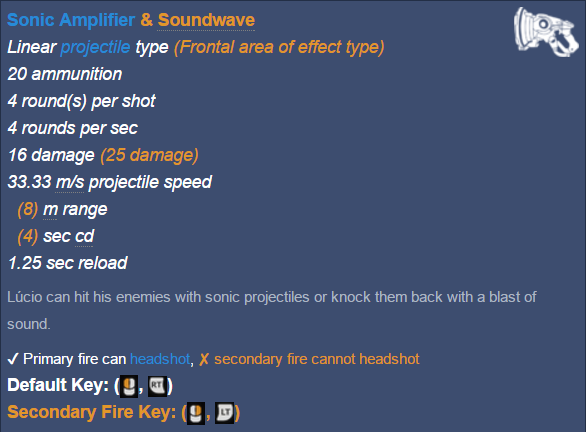 Sonic Amplifier & Soundwave
Linear projectile type (Frontal area of effect type)
20 ammunition
4 round(s) per shot
4 rounds per sec
16 damage (25 damage)
33.33 m/s projectile speed
(8) m range
(4) sec cd
1.25 sec reload
Lúcio can hit his enemies with sonic projectiles or knock them back with a blast of
sound.
✓ Primary fire can headshot, ✗ secondary fire cannot headshot
Default Key: (, RT)
Secondary Fire Key: (, LT)